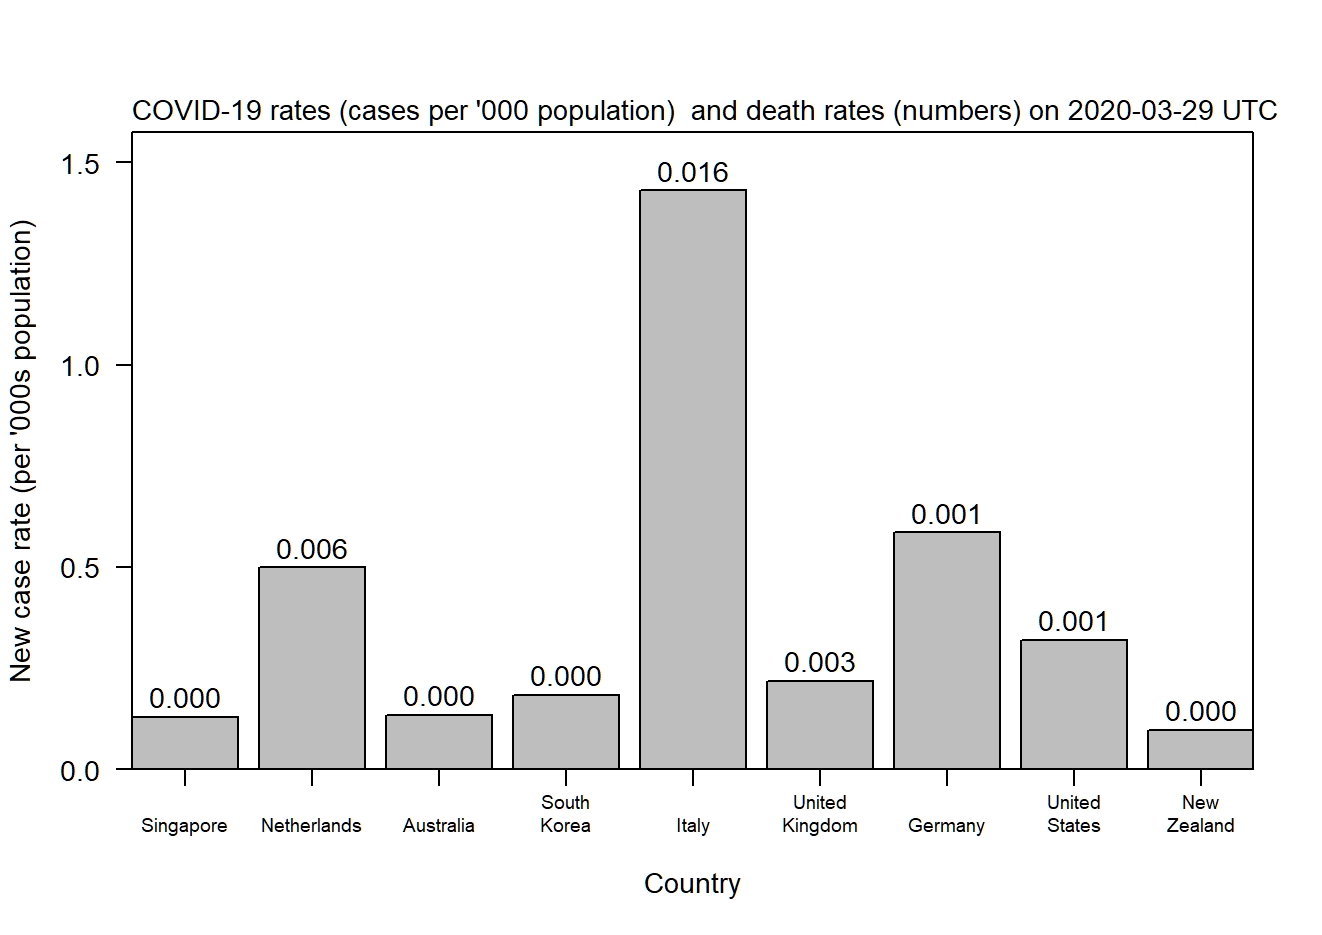 COVID-19 rates (cases per '000 population)  and death rates (numbers) on 2020-03-29 UTC
New case rate (per '000s population)
1.5
1.0
0.5
0.0
0.000
0.006
0.000
0.000
0.016
0.003
0.001
0.001
0.000
Singapore
Netherlands
Australia
South
Korea
Italy
United
Kingdom
Germany
United
States
New
Zealand
Country